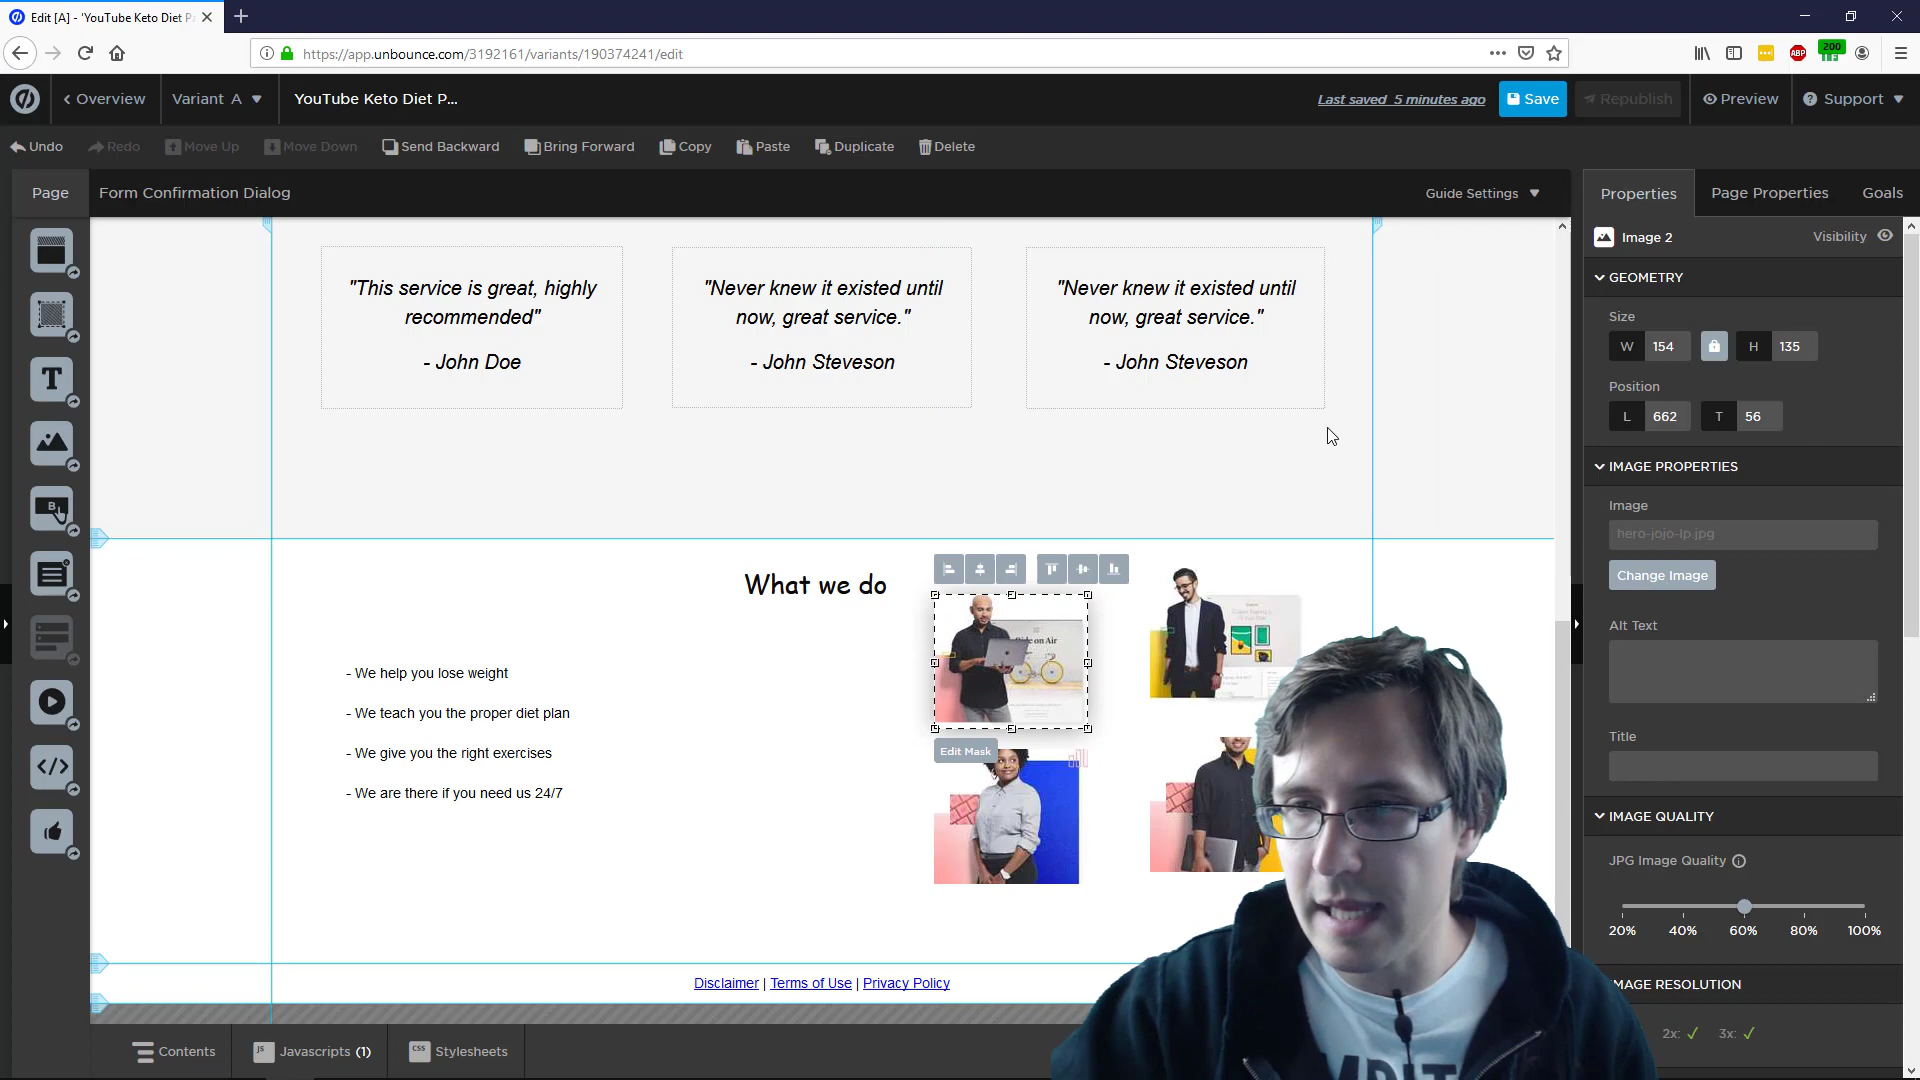 Edit [A] - 'YouTube Keto Diet P
https://app.unbounce.com/3192161/variants/190374241/edit
ABP
200
Overview
Variant A
YouTube Keto Diet P...
Last saved 5 minutes ago
Save
Republish
Preview
Support
Undo
Redo
Move Up
Move Down
Send Backward
Bring Forward
Copy
Paste
Duplicate
Delete
Page
Form Confirmation Dialog
Guide Settings
Properties
Page Properties
Goals
"This service is great, highly
recommended"
- John Doe
"Never knew it existed until
now, great service."
- John Steveson
"Never knew it existed until
now, great service."
- John Steveson
What we do
- We help you lose weight
- We teach you the proper diet plan
- We give you the right exercises
- We are there if you need us 24/7
Edit Mask
Disclaimer | Terms of Use | Privacy Policy
Image 2
Visibility
GEOMETRY
Size
W 154
H 135
Position
L 662
T 56
IMAGE PROPERTIES
Image
hero-jojo-lp.jpg
Change Image
Alt Text
Title
IMAGE QUALITY
JPG Image Quality
20% 40% 60% 80% 100%
IMAGE RESOLUTION
2x:
3x:
Contents
JS
Javascripts (1)
CSS
Stylesheets